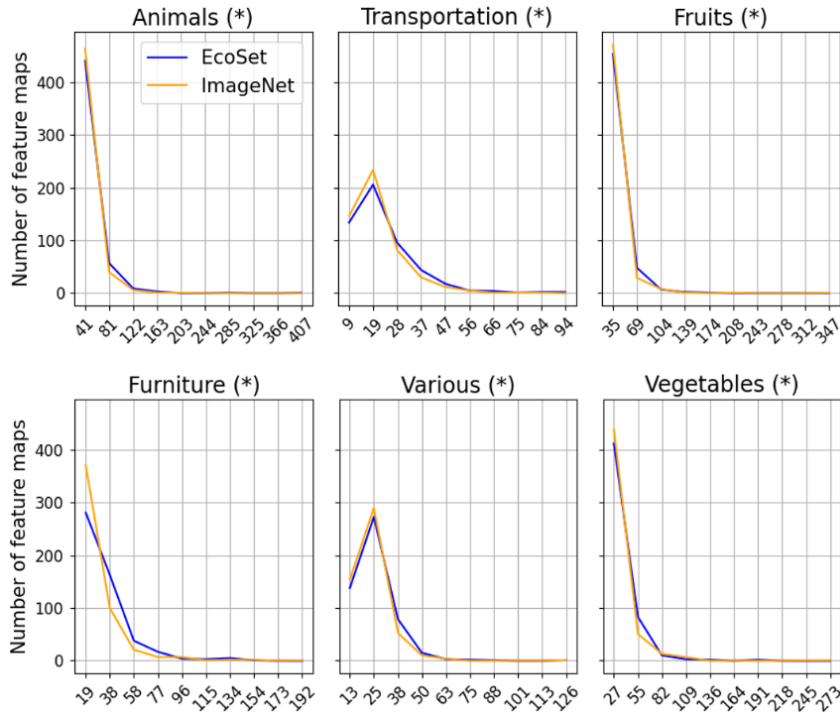 Animals (*)
Transportation (*)
Fruits (*)
EcoSet
ImageNet
Number of feature maps
400
300
200
100
0
41 81 122 163 203 244 285 325 366 407
9 19 28 37 47 56 66 75 84 94
35 69 104 139 174 208 243 278 312 347
Furniture (*)
Various (*)
Vegetables (*)
Number of feature maps
400
300
200
100
0
19 38 58 77 96 115 134 154 173 192
13 25 38 50 63 75 88 101 113 126
27 55 82 109 136 164 191 218 245 273